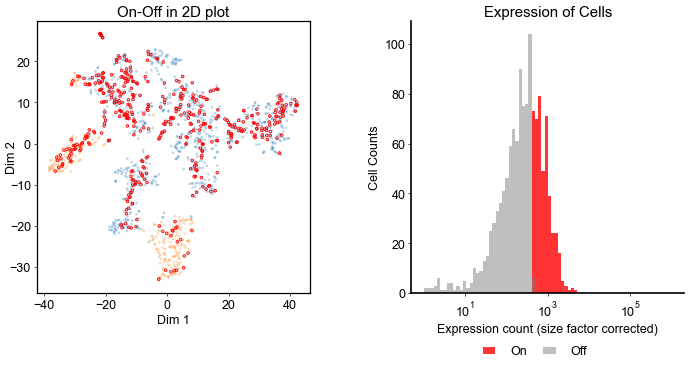 On-Off in 2D plot
Dim 2
20
10
0
−10
−20
−30
−40
−20
0
20
40
Dim 1
Expression of Cells
Cell Counts
100
80
60
40
20
0
10^1
10^3
10^5
Expression count (size factor corrected)
On Off